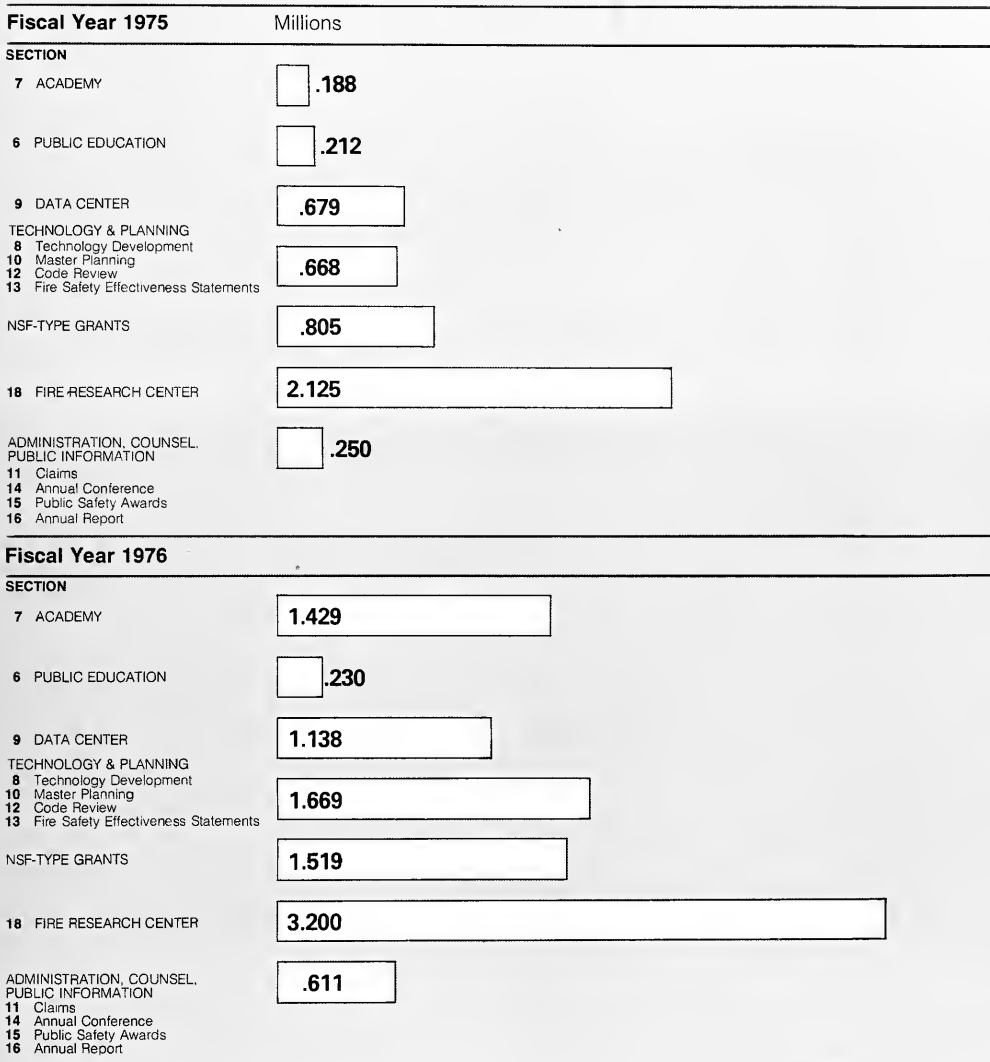 Fiscal Year 1975 Millions
SECTION
7 ACADEMY .188
6 PUBLIC EDUCATION .212
9 DATA CENTER .679
TECHNOLOGY & PLANNING
8 Technology Development
10 Master Planning .668
12 Code Review
13 Fire Safety Effectiveness Statements
NSF-TYPE GRANTS .805
18 FIRE RESEARCH CENTER 2.125
ADMINISTRATION, COUNSEL, .250
PUBLIC INFORMATION
11 Claims
14 Annual Conference
15 Public Safety Awards
16 Annual Report
Fiscal Year 1976
SECTION
7 ACADEMY 1.429
6 PUBLIC EDUCATION .230
9 DATA CENTER 1.138
TECHNOLOGY & PLANNING
8 Technology Development
10 Master Planning 1.669
12 Code Review
13 Fire Safety Effectiveness Statements
NSF-TYPE GRANTS 1.519
18 FIRE RESEARCH CENTER 3.200
ADMINISTRATION, COUNSEL, .611
PUBLIC INFORMATION
11 Claims
14 Annual Conference
15 Public Safety Awards
16 Annual Report